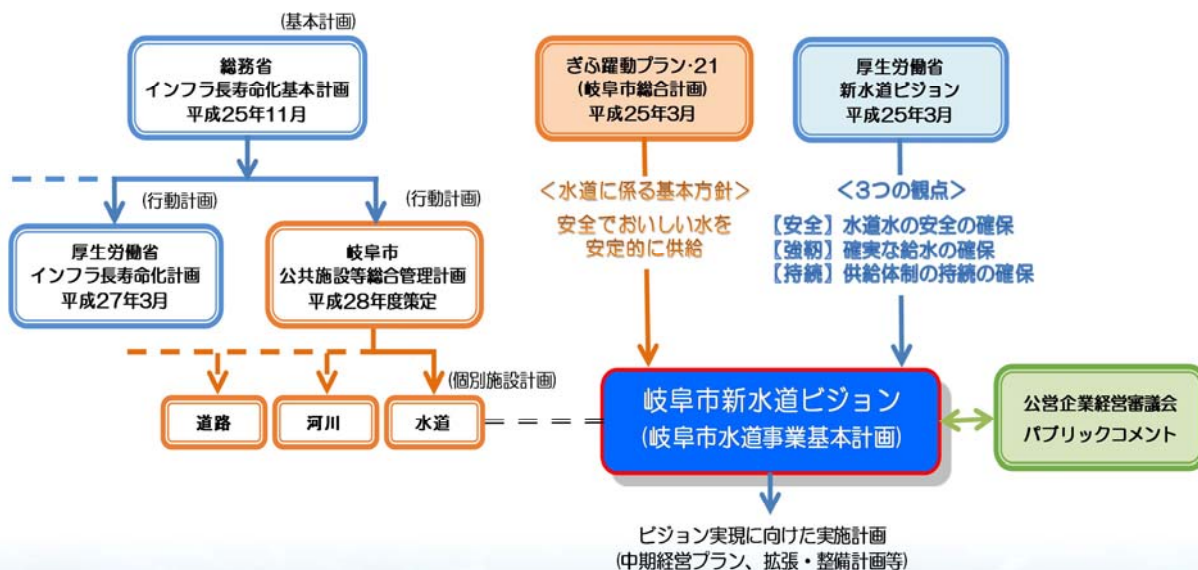 (基本計画)
総務省
インフラ長寿命化基本計画
平成25年11月
ぎふ躍動プラン・21
(岐阜市総合計画)
平成25年3月
厚生労働省
新水道ビジョン
平成25年3月
(行動計画)
(行動計画)
厚生労働省
インフラ長寿命化計画
平成27年3月
岐阜市
公共施設等総合管理計画
平成28年度策定
<水道に係る基本方針>
安全でおいしい水を
安定的に供給
<3つの観点>
【安全】水道水の安全の確保
【強靭】確実な給水の確保
【持続】供給体制の持続の確保
(個別施設計画)
道路
河川
水道
岐阜市新水道ビジョン
(岐阜市水道事業基本計画)
公営企業経営審議会
パブリックコメント
ビジョン実現に向けた実施計画
(中期経営プラン、拡張・整備計画等)